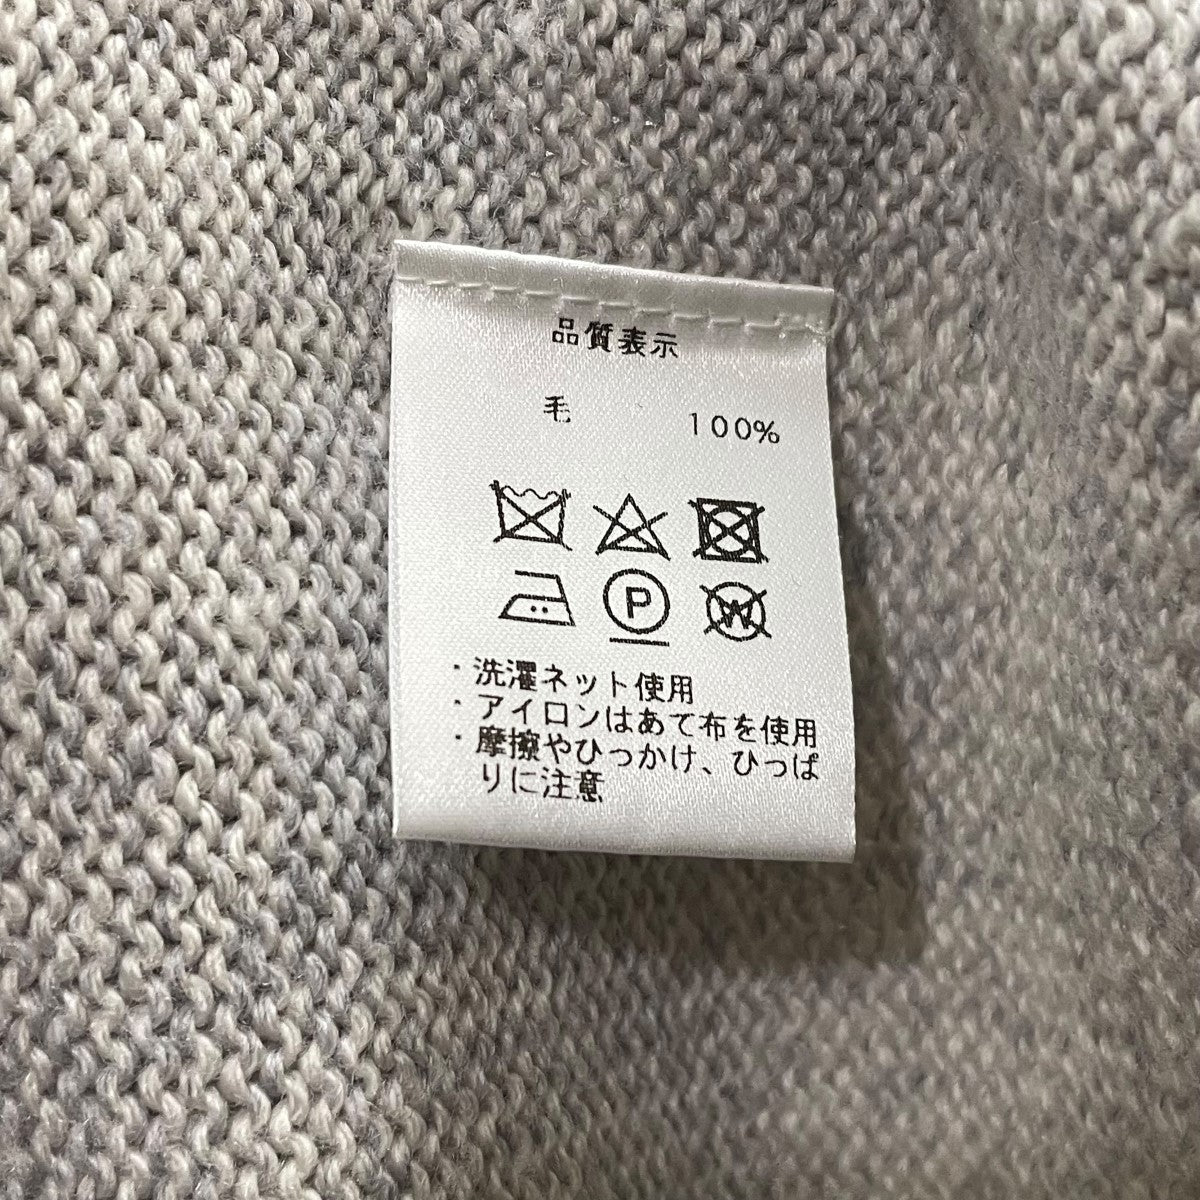 品質表示
毛 100%
P
W
・洗濯ネット使用
・アイロンはあて布を使用
・摩擦やひっかけ、ひっぱ
りに注意